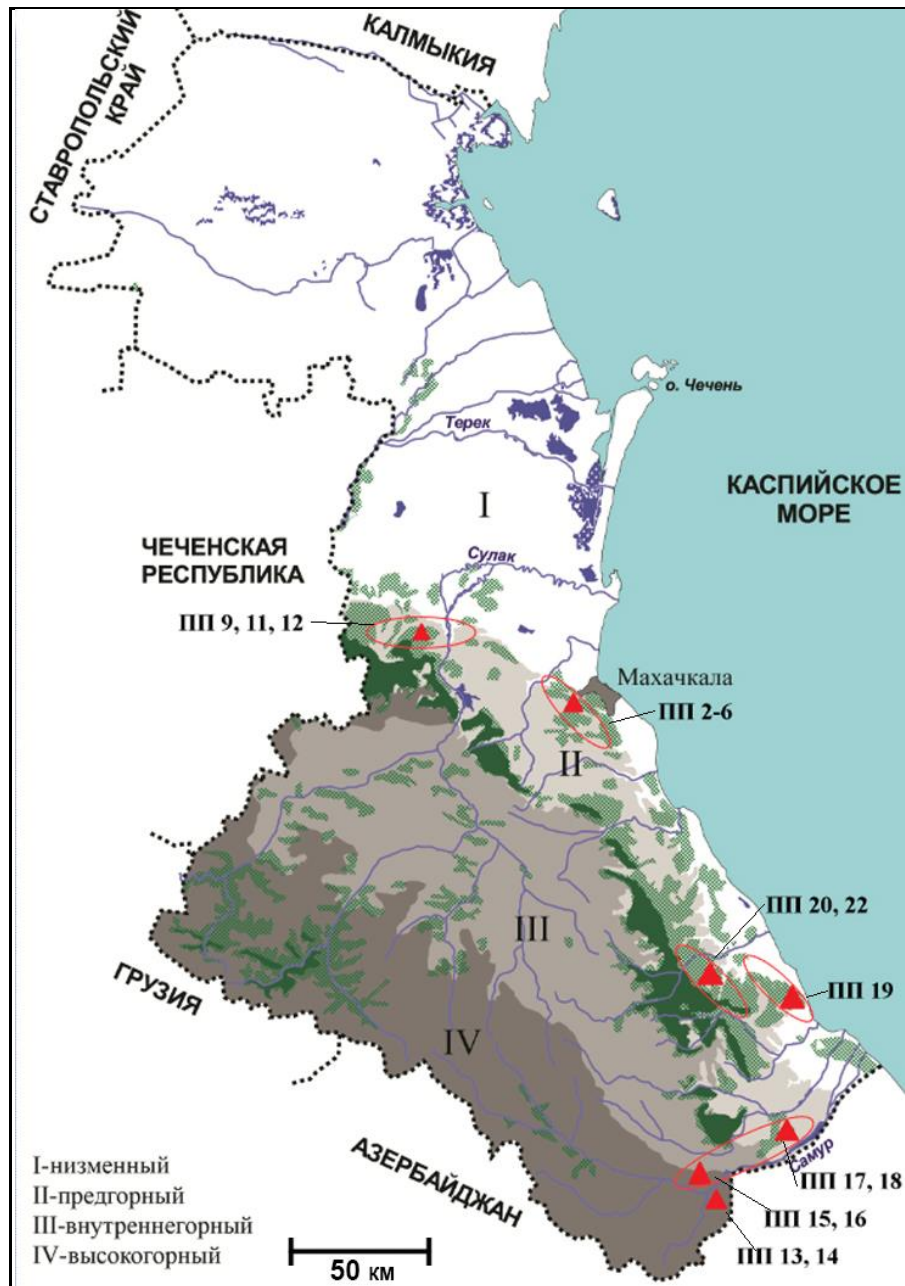 КАЛМЫКИЯ
СТАВРОПОЛЬСКИЙ
КРАЙ
о. Чечень
Терек
КАСПИЙСКОЕ
МОРЕ
I
Сулак
ЧЕЧЕНСКАЯ
РЕСПУБЛИКА
ПП 9, 11, 12
Махачкала
ПП 2-6
II
ПП 20, 22
III
ПП 19
ГРУЗИЯ
IV
АЗЕРБАЙДЖАН
Самур
ПП 17, 18
ПП 15, 16
ПП 13, 14
I-низменный
II-предгорный
III-внутреннегорный
IV-высокогорный
50 км